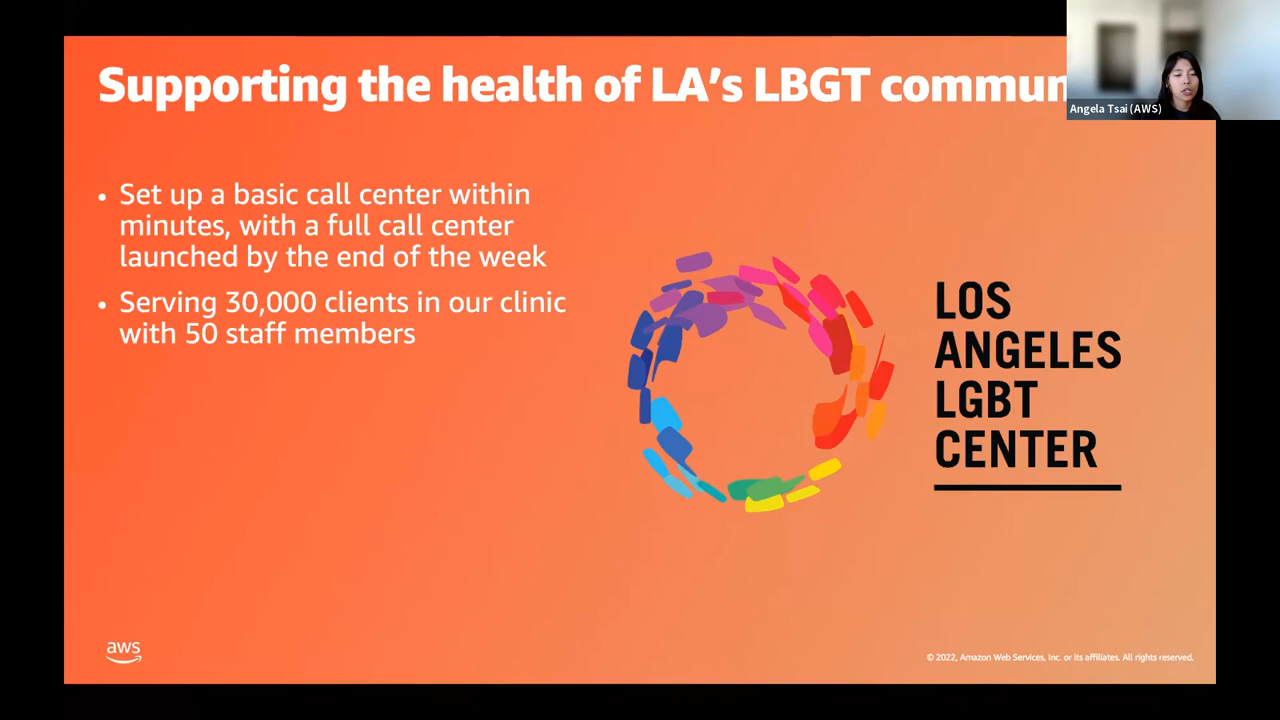 Supporting the health of LA's LBGT commun
Angela Tsai (AWS)
• Set up a basic call center within
minutes, with a full call center
launched by the end of the week
• Serving 30,000 clients in our clinic
with 50 staff members
LOS
ANGELES
LGBT
CENTER
aws
© 2022, Amazon Web Services, Inc. or its affiliates. All rights reserved.